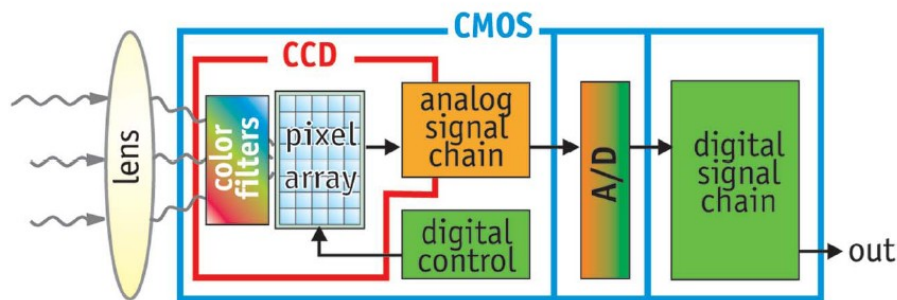 CMOS
CCD
lens
color
filters
pixel
array
analog
signal
chain
digital
control
A/D
digital
signal
chain
out